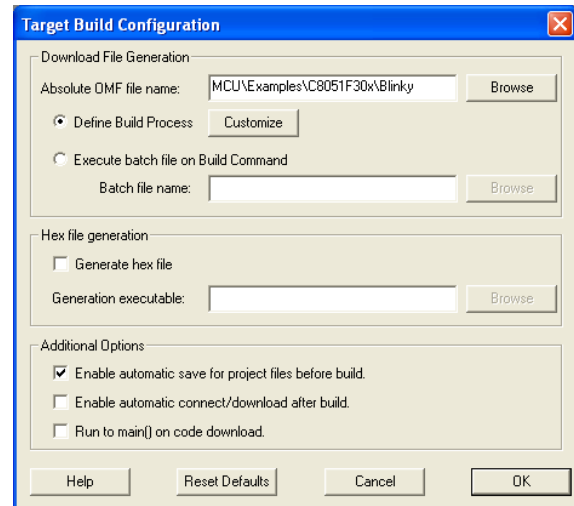 Target Build Configuration
Download File Generation
Absolute OMF file name: MCU\Examples\C8051F30x\Blinky Browse
Define Build Process Customize
Execute batch file on Build Command
Batch file name: Browse
Hex file generation
Generate hex file
Generation executable: Browse
Additional Options
Enable automatic save for project files before build.
Enable automatic connect/download after build.
Run to main() on code download.
Help Reset Defaults Cancel OK